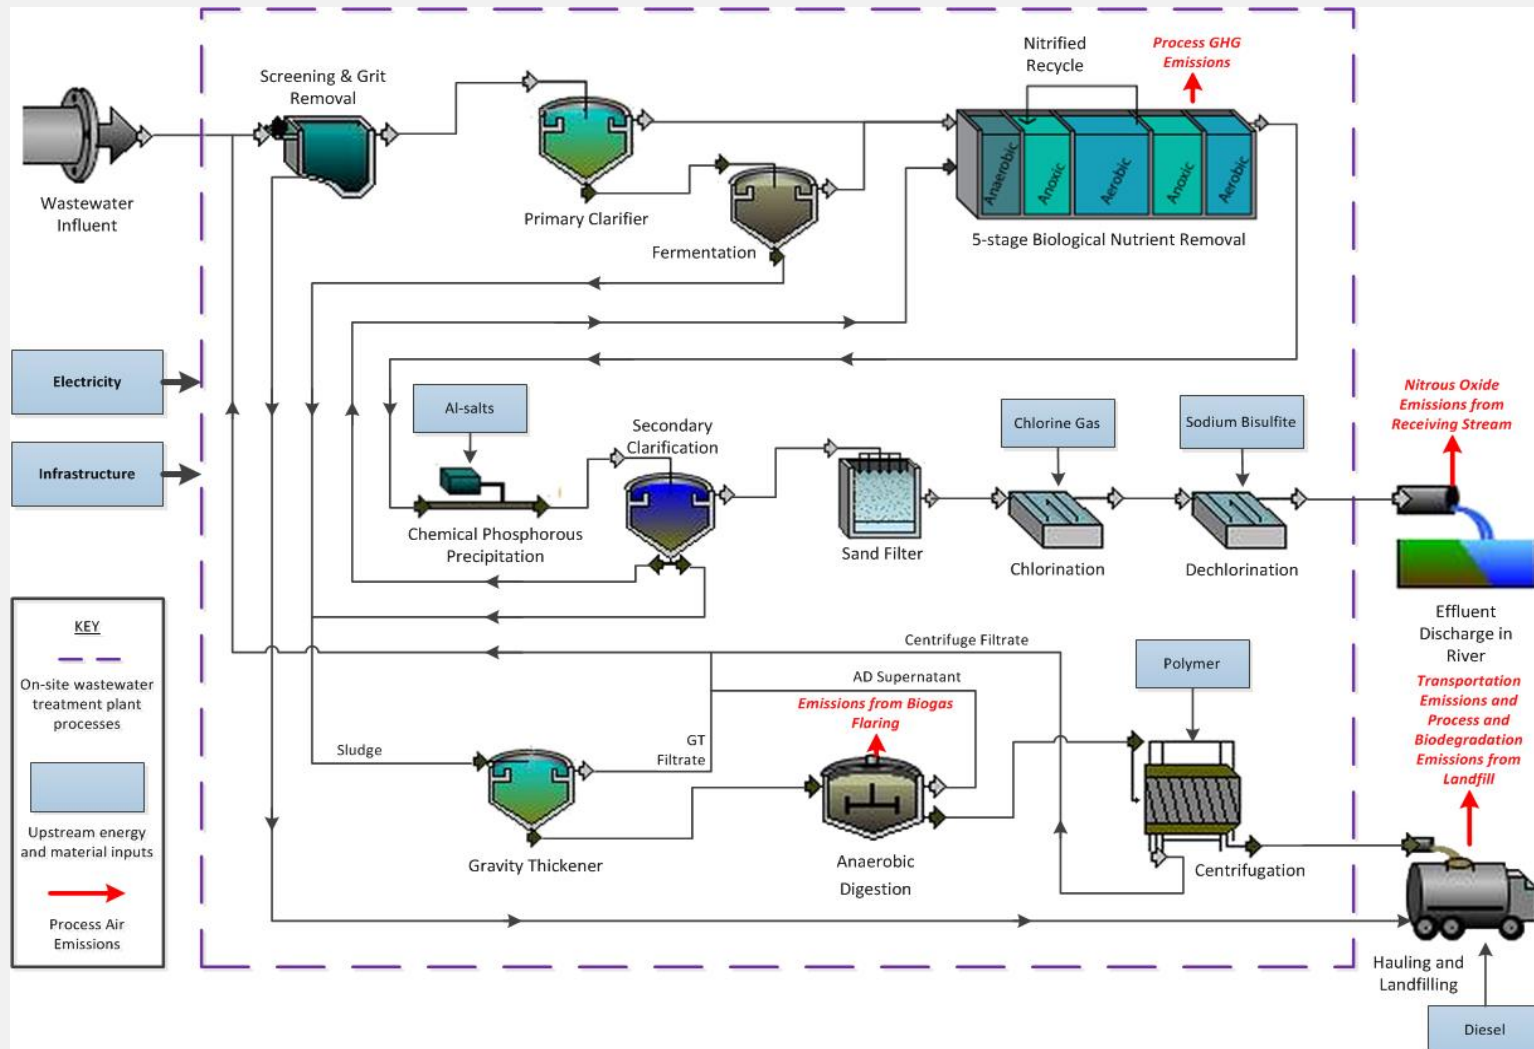 Screening & Grit
Removal
Nitrified
Recycle
Process GHG
Emissions
Wastewater
Influent
Primary Clarifier
Fermentation
Anaerobic
Anoxic
Aerobic
Anoxic
Aerobic
5-stage Biological Nutrient Removal
Electricity
Infrastructure
Al-salts
Chemical Phosphorous
Precipitation
Secondary
Clarification
Sand Filter
Chlorine Gas
Chlorination
Sodium Bisulfite
Dechlorination
Nitrous Oxide
Emissions from
Receiving Stream
Effluent
Discharge in
River
KEY
On-site wastewater
treatment plant
processes
Upstream energy
and material inputs
Process Air
Emissions
Centrifuge Filtrate
AD Supernatant
Emissions from Biogas
Flaring
Sludge
GT
Filtrate
Gravity Thickener
Anaerobic
Digestion
Polymer
Centrifugation
Transportation
Emissions and
Process and
Biodegradation
Emissions from
Landfill
Hauling and
Landfilling
Diesel